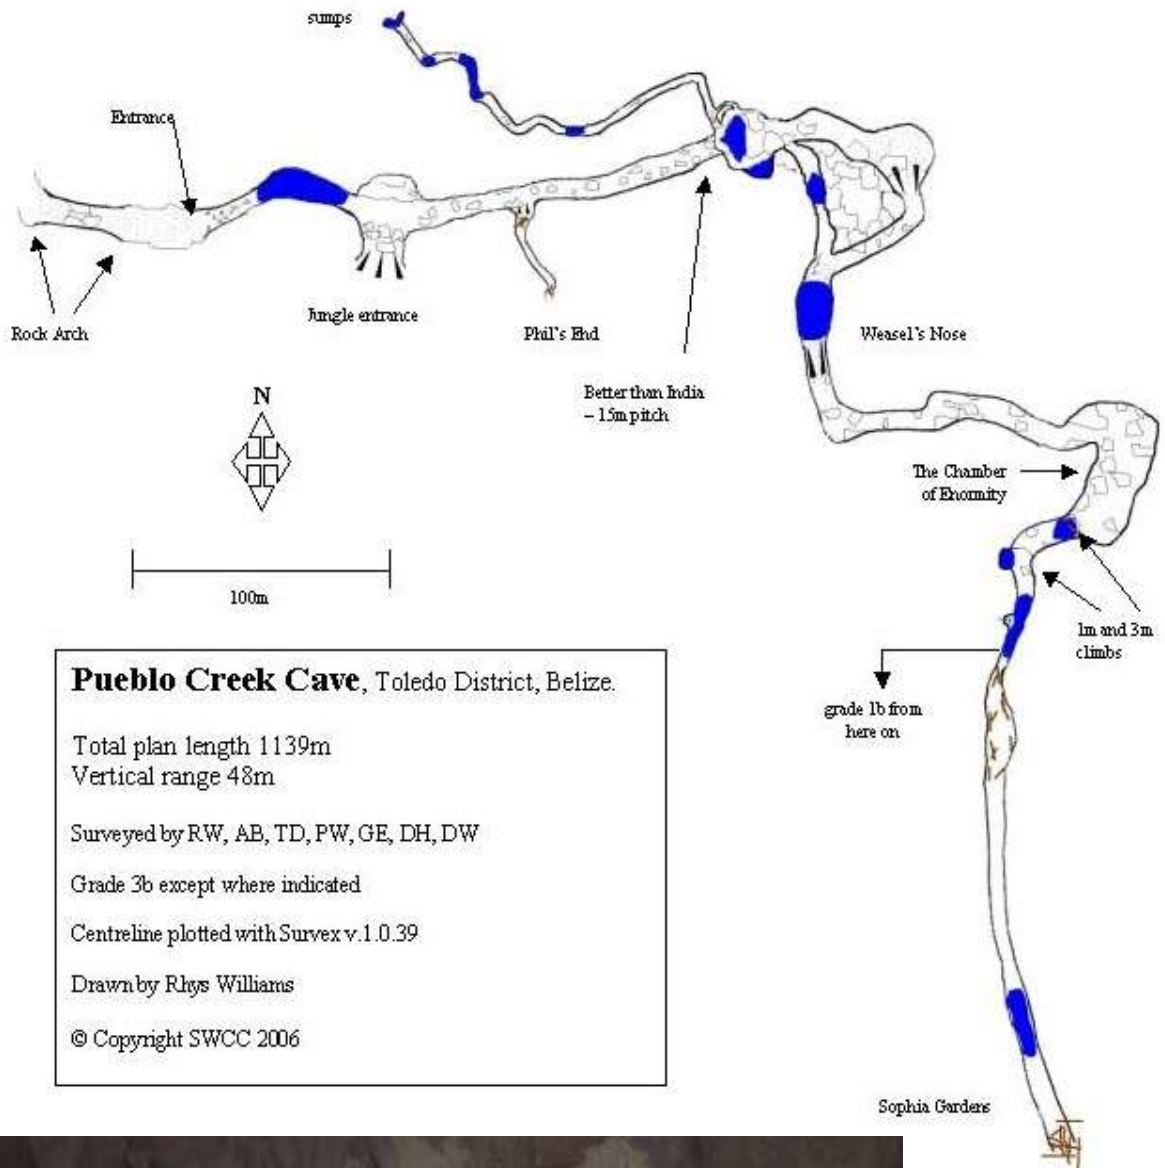 sumps
Entrance
Rock Arch
Jungle entrance
Phil's End
Better than India
– 15m pitch
Weasel's Nose
N
The Chamber
of Enormity
100m
1m and 3m
climbs
grade 1b from
here on
Pueblo Creek Cave, Toledo District, Belize.
Total plan length 1139m
Vertical range 48m
Surveyed by RW, AB, TD, PW, GE, DH, DW
Grade 3b except where indicated
Centreline plotted with Survex v.1.0.39
Drawn by Rhys Williams
© Copyright SWCC 2006
Sophia Gardens